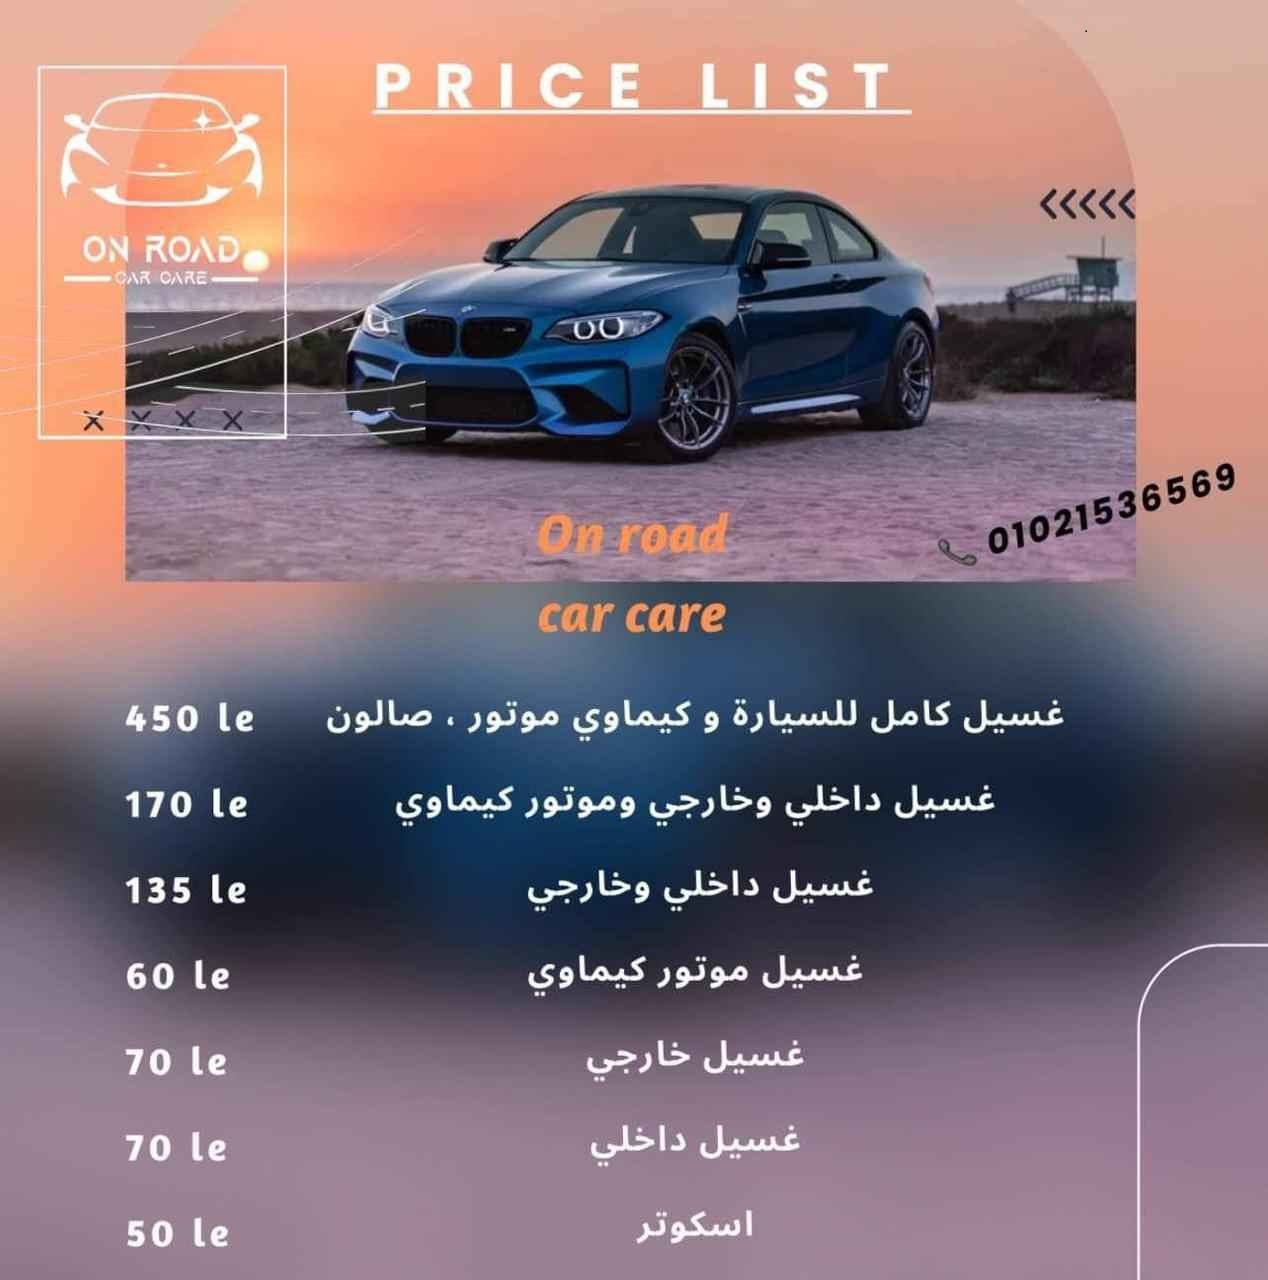 PRICE LIST
ON ROAD
CAR CARE
01021536569
On road
car care
غسيل كامل للسيارة و كيماوي موتور ، صالون 450 le
غسيل داخلي وخارجي وموتور كيماوي 170 le
غسيل داخلي وخارجي 135 le
غسيل موتور كيماوي 60 le
غسيل خارجي 70 le
غسيل داخلي 70 le
اسكوتر 50 le